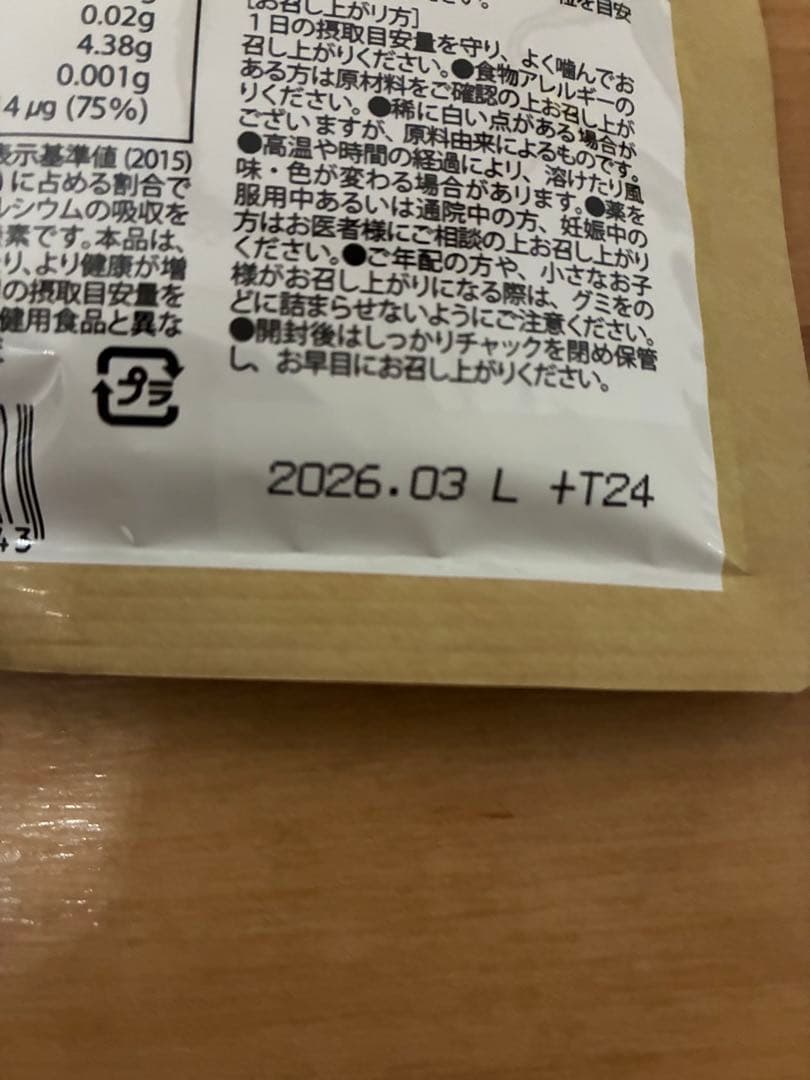 0.02g
4.38g
0.001g
4 μg (75%)
表示基準値(2015)
に占める割合で
ルシウムの吸収を
素です。本品は、
り、より健康が増
の摂取目安量を
健用食品と異な
プラ
43
を目安
[お召し上がり方]
1日の摂取目安量を守り、よく噛んでお
召し上がりください。●食物アレルギーの
ある方は原材料をご確認の上お召し上が
りください。●稀に白い点がある場合が
ございますが、原料由来によるものです。
●高温や時間の経過により、溶けたり風
味・色が変わる場合があります。●薬を
服用中あるいは通院中の方、妊娠中の
方はお医者様にご相談の上お召し上がり
ください。●ご年配の方や、小さなお子
様がお召し上がりになる際は、グミをの
どに詰まらせないようにご注意ください。
●開封後はしっかりチャックを閉め保管
し、お早目にお召し上がりください。
2026.03 L +T24